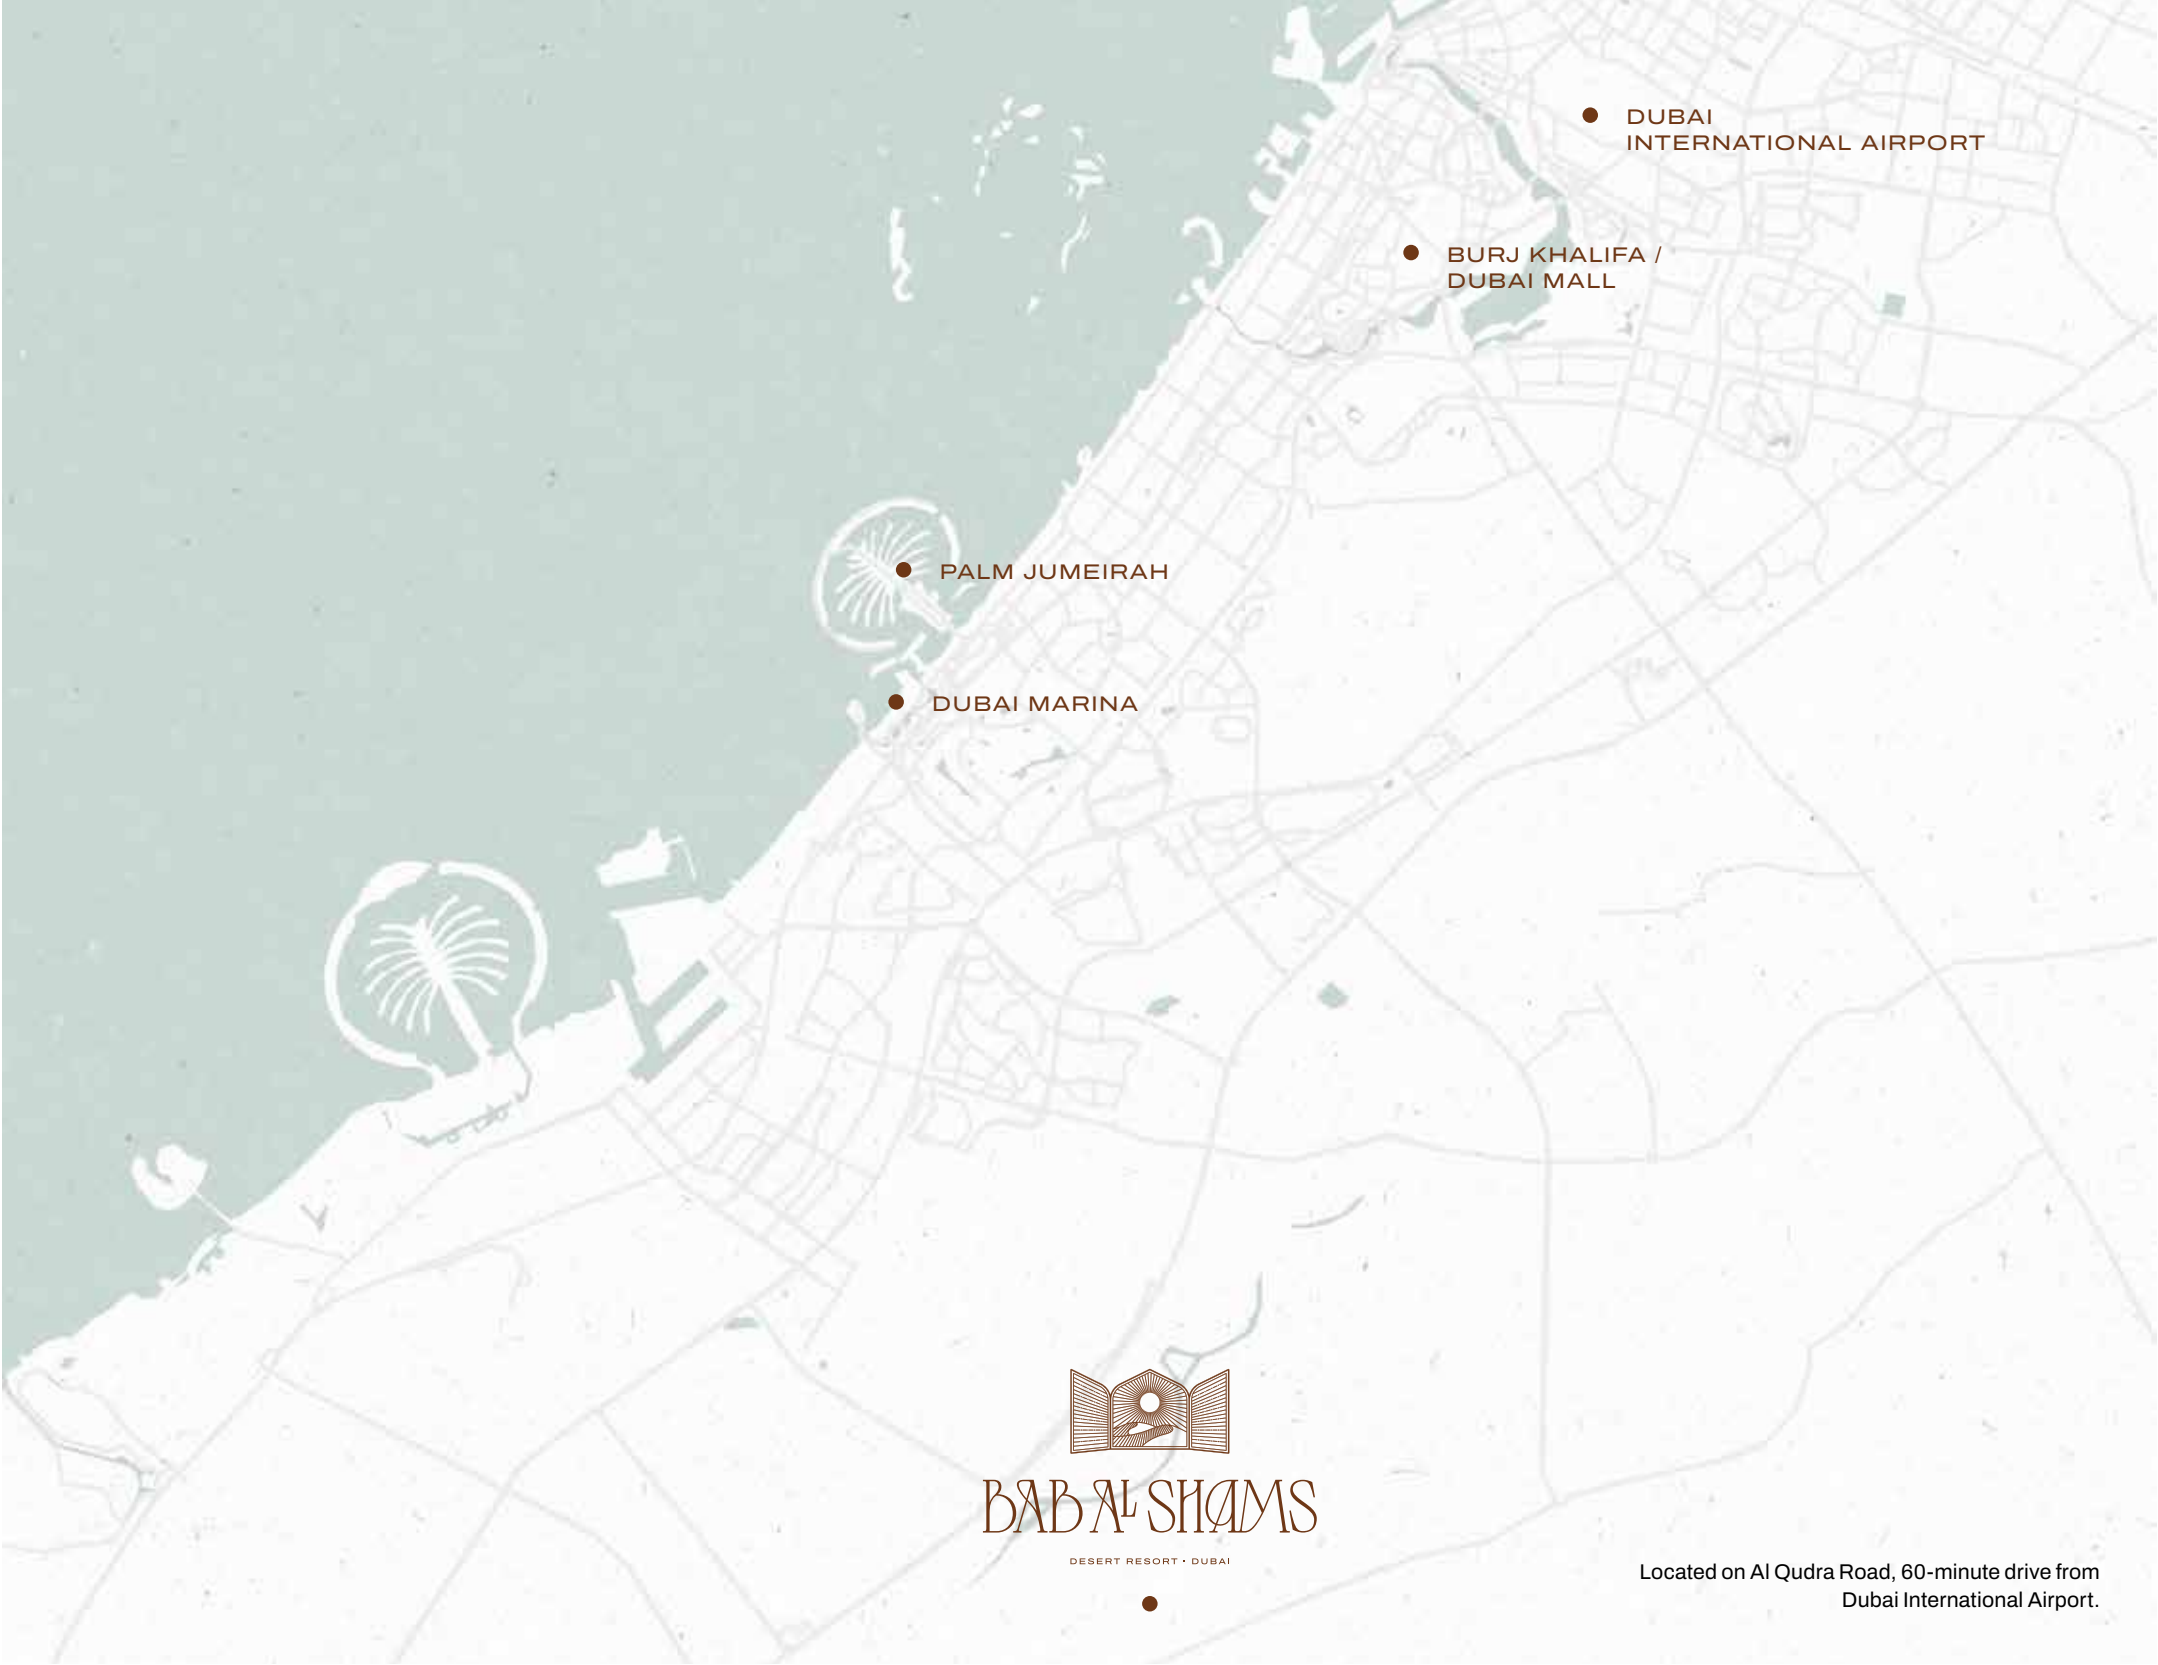 DUBAI
INTERNATIONAL AIRPORT
BURJ KHALIFA /
DUBAI MALL
PALM JUMEIRAH
DUBAI MARINA
BAB AL SHAMS
DESERT RESORT • DUBAI
Located on Al Qudra Road, 60-minute drive from
Dubai International Airport.